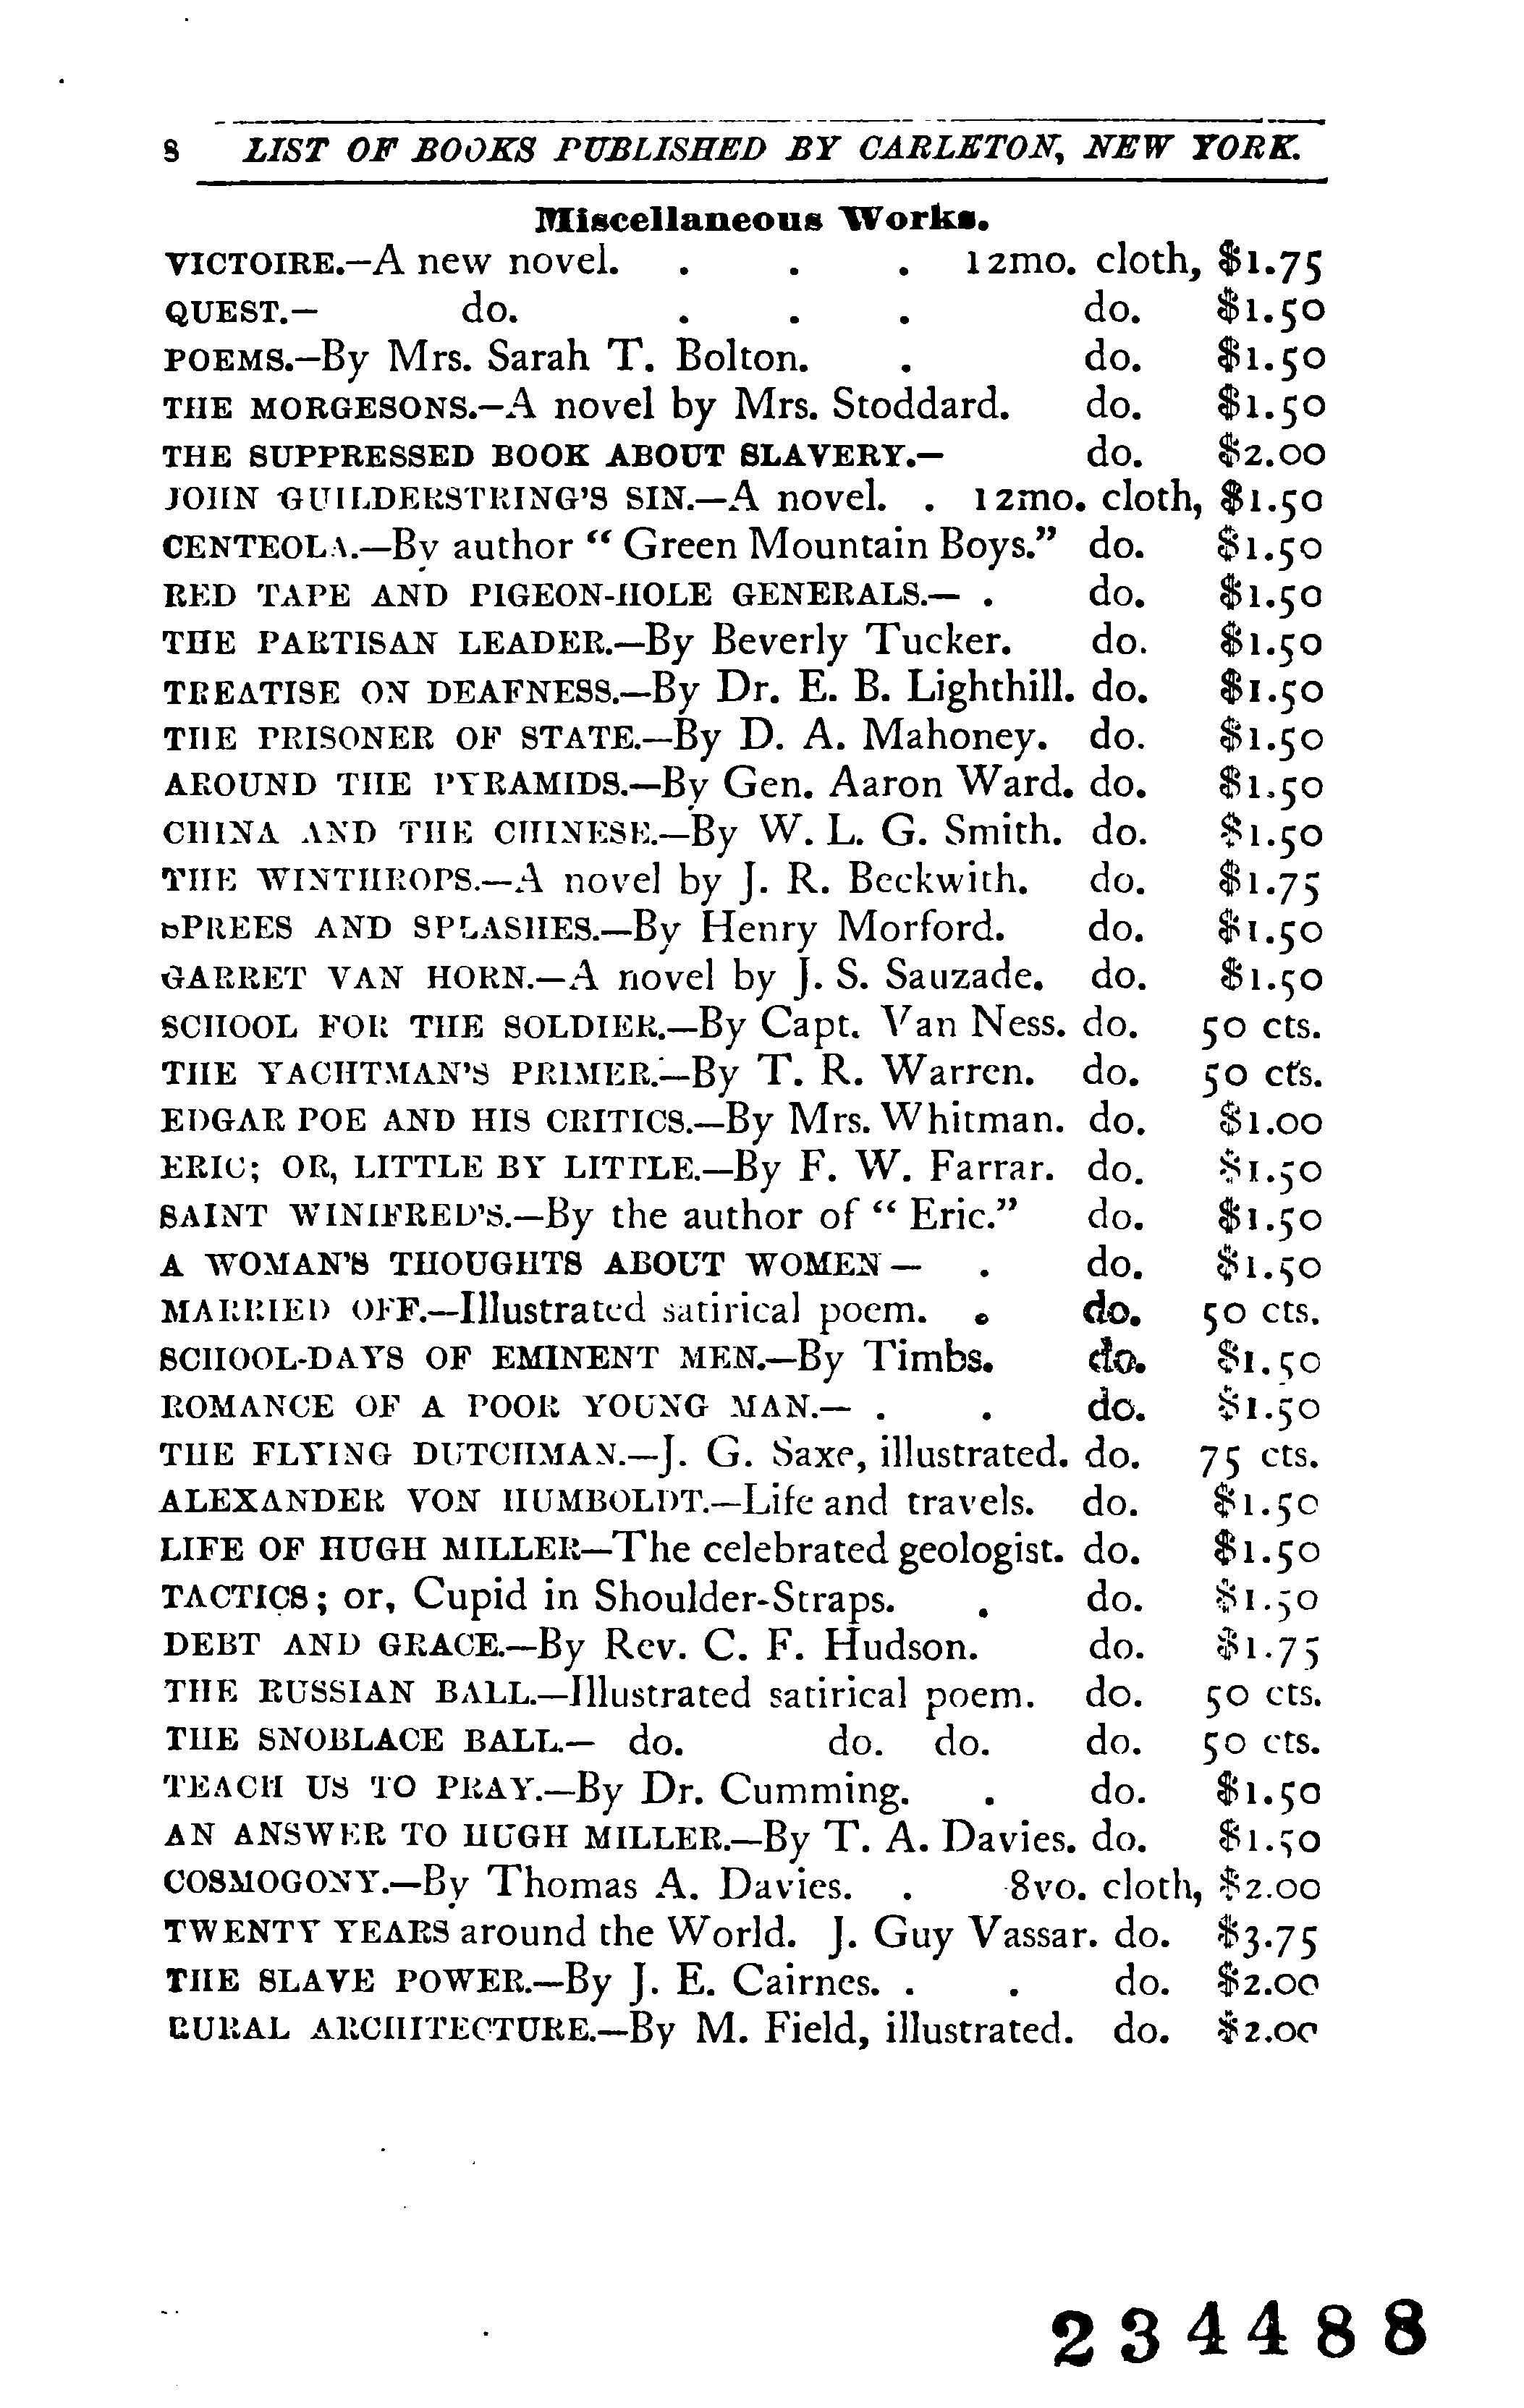 8 LIST OF BOOKS PUBLISHED BY CARLETON, NEW YORK.
Miscellaneous Works.
VICTOIRE.—A new novel. . . . 12mo. cloth, $1.75
QUEST.— do. . . . do. $1.50
POEMS.—By Mrs. Sarah T. Bolton. . do. $1.50
THE MORGESONS.—A novel by Mrs. Stoddard. do. $1.50
THE SUPPRESSED BOOK ABOUT SLAVERY.— do. $2.00
JOHN GUILDERSTRING'S SIN.—A novel. . 12mo. cloth, $1.50
CENTEOLA.—By author “ Green Mountain Boys.” do. $1.50
RED TAPE AND PIGEON-HOLE GENERALS.— . do. $1.50
THE PARTISAN LEADER.—By Beverly Tucker. do. $1.50
TREATISE ON DEAFNESS.—By Dr. E. B. Lighthill. do. $1.50
THE PRISONER OF STATE.—By D. A. Mahoney. do. $1.50
AROUND THE PYRAMIDS.—By Gen. Aaron Ward. do. $1.50
CHINA AND THE CHINESE.—By W. L. G. Smith. do. $1.50
THE WINTHROPS.—A novel by J. R. Beckwith. do. $1.75
SPREES AND SPLASHES.—By Henry Morford. do. $1.50
GARRET VAN HORN.—A novel by J. S. Sauzade. do. $1.50
SCHOOL FOR THE SOLDIER.—By Capt. Van Ness. do. 50 cts.
THE YACHTMAN'S PRIMER.—By T. R. Warren. do. 50 cts.
EDGAR POE AND HIS CRITICS.—By Mrs. Whitman. do. $1.00
ERIC; OR, LITTLE BY LITTLE.—By F. W. Farrar. do. $1.50
SAINT WINIFRED'S.—By the author of “ Eric.” do. $1.50
A WOMAN'S THOUGHTS ABOUT WOMEN— . do. $1.50
MARRIED OFF.—Illustrated satirical poem. . do. 50 cts.
SCHOOL-DAYS OF EMINENT MEN.—By Timbs. do. $1.50
ROMANCE OF A POOR YOUNG MAN.— . . do. $1.50
THE FLYING DUTCHMAN.—J. G. Saxe, illustrated. do. 75 cts.
ALEXANDER VON HUMBOLDT.—Life and travels. do. $1.50
LIFE OF HUGH MILLER—The celebrated geologist. do. $1.50
TACTICS; or, Cupid in Shoulder-Straps. . do. $1.50
DEBT AND GRACE.—By Rev. C. F. Hudson. do. $1.75
THE RUSSIAN BALL.—Illustrated satirical poem. do. 50 cts.
THE SNOBLACE BALL.— do. do. do. do. 50 cts.
TEACH US TO PRAY.—By Dr. Cumming. . do. $1.50
AN ANSWER TO HUGH MILLER.—By T. A. Davies. do. $1.50
COSMOGONY.—By Thomas A. Davies. . 8vo. cloth, $2.00
TWENTY YEARS around the World. J. Guy Vassar. do. $3.75
THE SLAVE POWER.—By J. E. Cairnes. . . do. $2.00
RURAL ARCHITECTURE.—By M. Field, illustrated. do. $2.00
234488